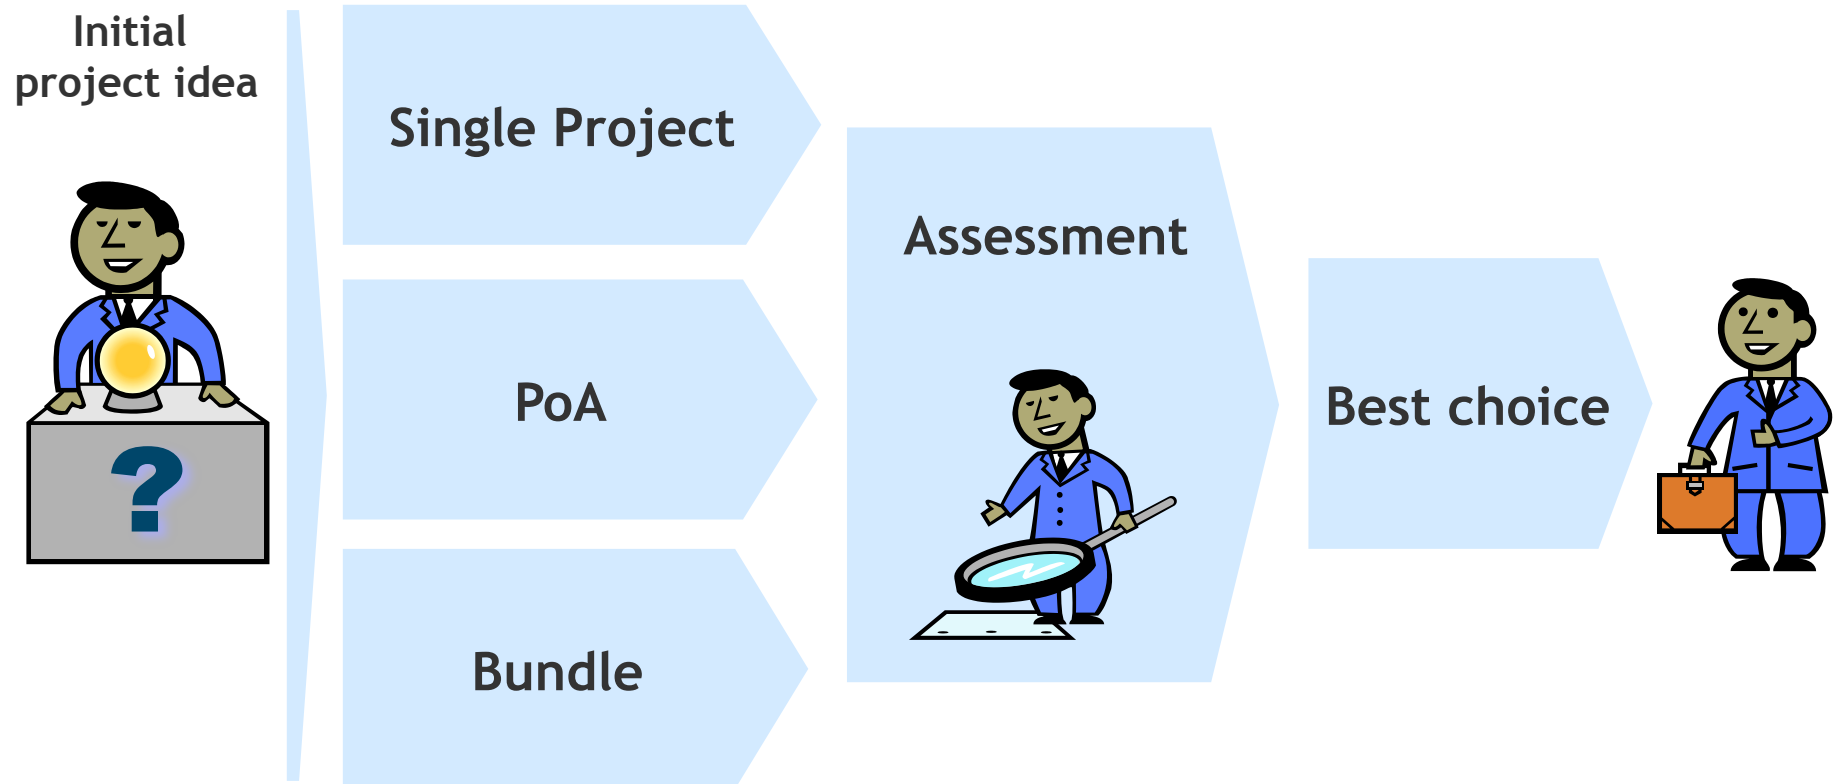 Initial
project idea
Single Project
PoA
Bundle
Assessment
Best choice
?